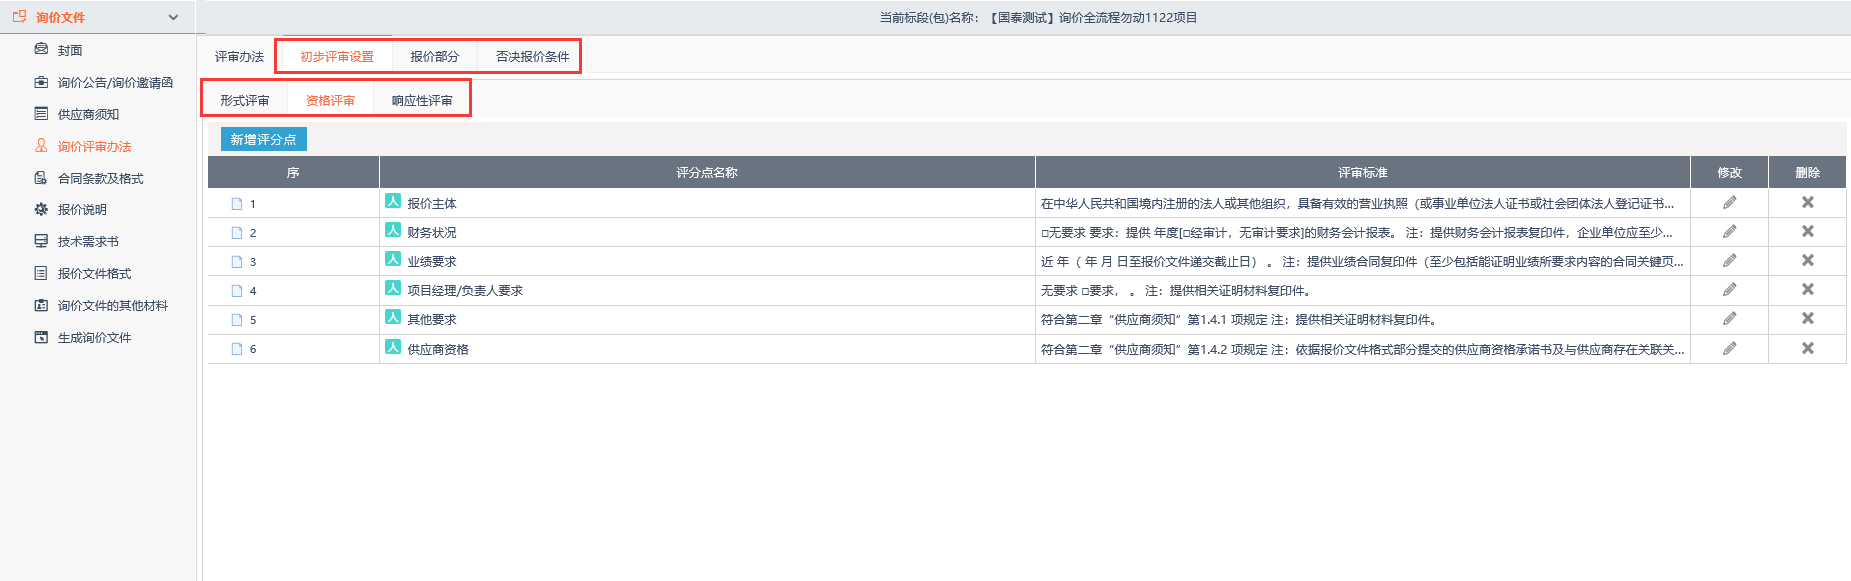 询价文件
当前标段(包)名称： 【国泰测试】询价全流程勿动1122项目
封面
询价公告/询价邀请函
供应商须知
询价评审办法
合同条款及格式
报价说明
技术需求书
报价文件格式
询价文件的其他材料
生成询价文件
评审办法 初步评审设置 报价部分 否决报价条件
形式评审 资格评审 响应性评审
新增评分点
序 评分点名称 评审标准 修改 删除
1 人 报价主体 在中华人民共和国境内注册的法人或其他组织，具备有效的营业执照（或事业单位法人证书或社会团体法人登记证书...
2 人 财务状况 □无要求 要求：提供 年度[□经审计，无审计要求]的财务会计报表。 注：提供财务会计报表复印件，企业单位应至少...
3 人 业绩要求 近 年（ 年 月 日至报价文件递交截止日） 。 注：提供业绩合同复印件（至少包括能证明业绩所要求内容的合同关键页...
4 人 项目经理/负责人要求 无要求 □要求， 。 注：提供相关证明材料复印件。
5 人 其他要求 符合第二章“供应商须知”第1.4.1 项规定 注：提供相关证明材料复印件。
6 人 供应商资格 符合第二章“供应商须知”第1.4.2 项规定 注：依据报价文件格式部分提交的供应商资格承诺书及与供应商存在关联关...